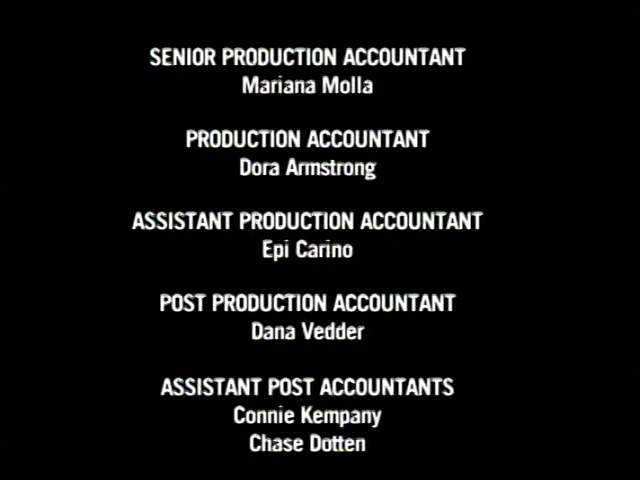 SENIOR PRODUCTION ACCOUNTANT
Mariana Molla
PRODUCTION ACCOUNTANT
Dora Armstrong
ASSISTANT PRODUCTION ACCOUNTANT
Epi Carino
POST PRODUCTION ACCOUNTANT
Dana Vedder
ASSISTANT POST ACCOUNTANTS
Connie Kempany
Chase Dotten